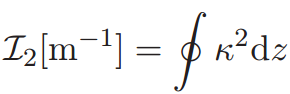 ℐ₂[m⁻¹] = ∮ κ²dz